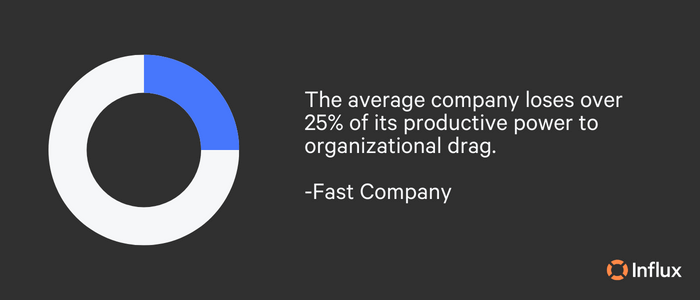 The average company loses over
25% of its productive power to
organizational drag.
-Fast Company
Influx